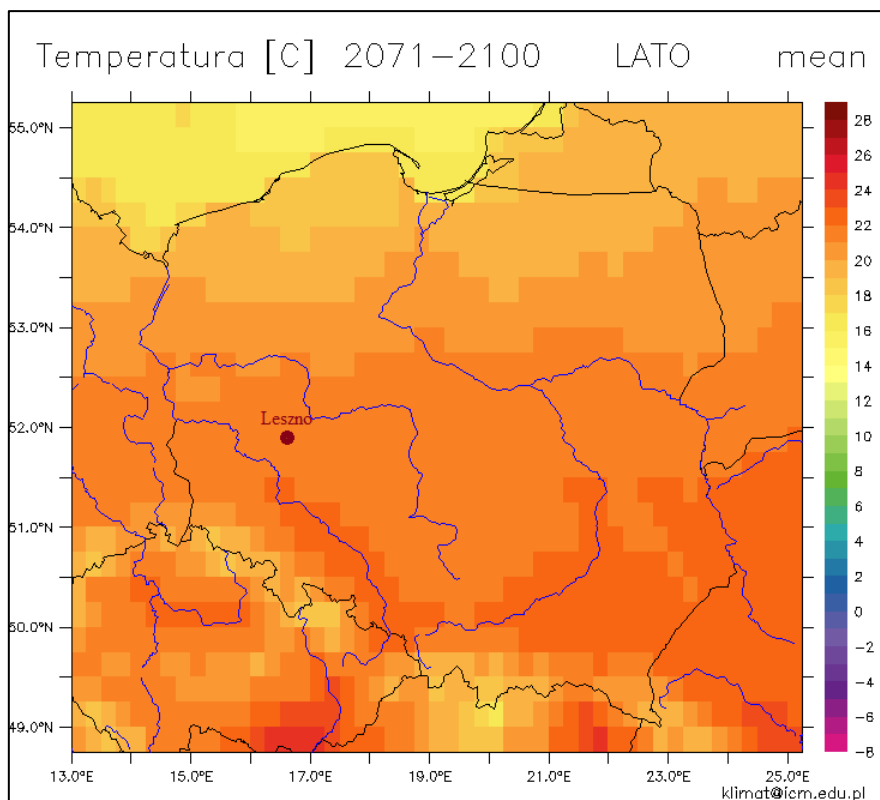 Temperatura [C] 2071–2100 LATO mean
55.0°N
54.0°N
53.0°N
52.0°N
51.0°N
50.0°N
49.0°N
Leszno
28
26
24
22
20
18
16
14
12
10
8
6
4
2
0
−2
−4
−6
−8
13.0°E 15.0°E 17.0°E 19.0°E 21.0°E 23.0°E 25.0°E
klimat@icm.edu.pl